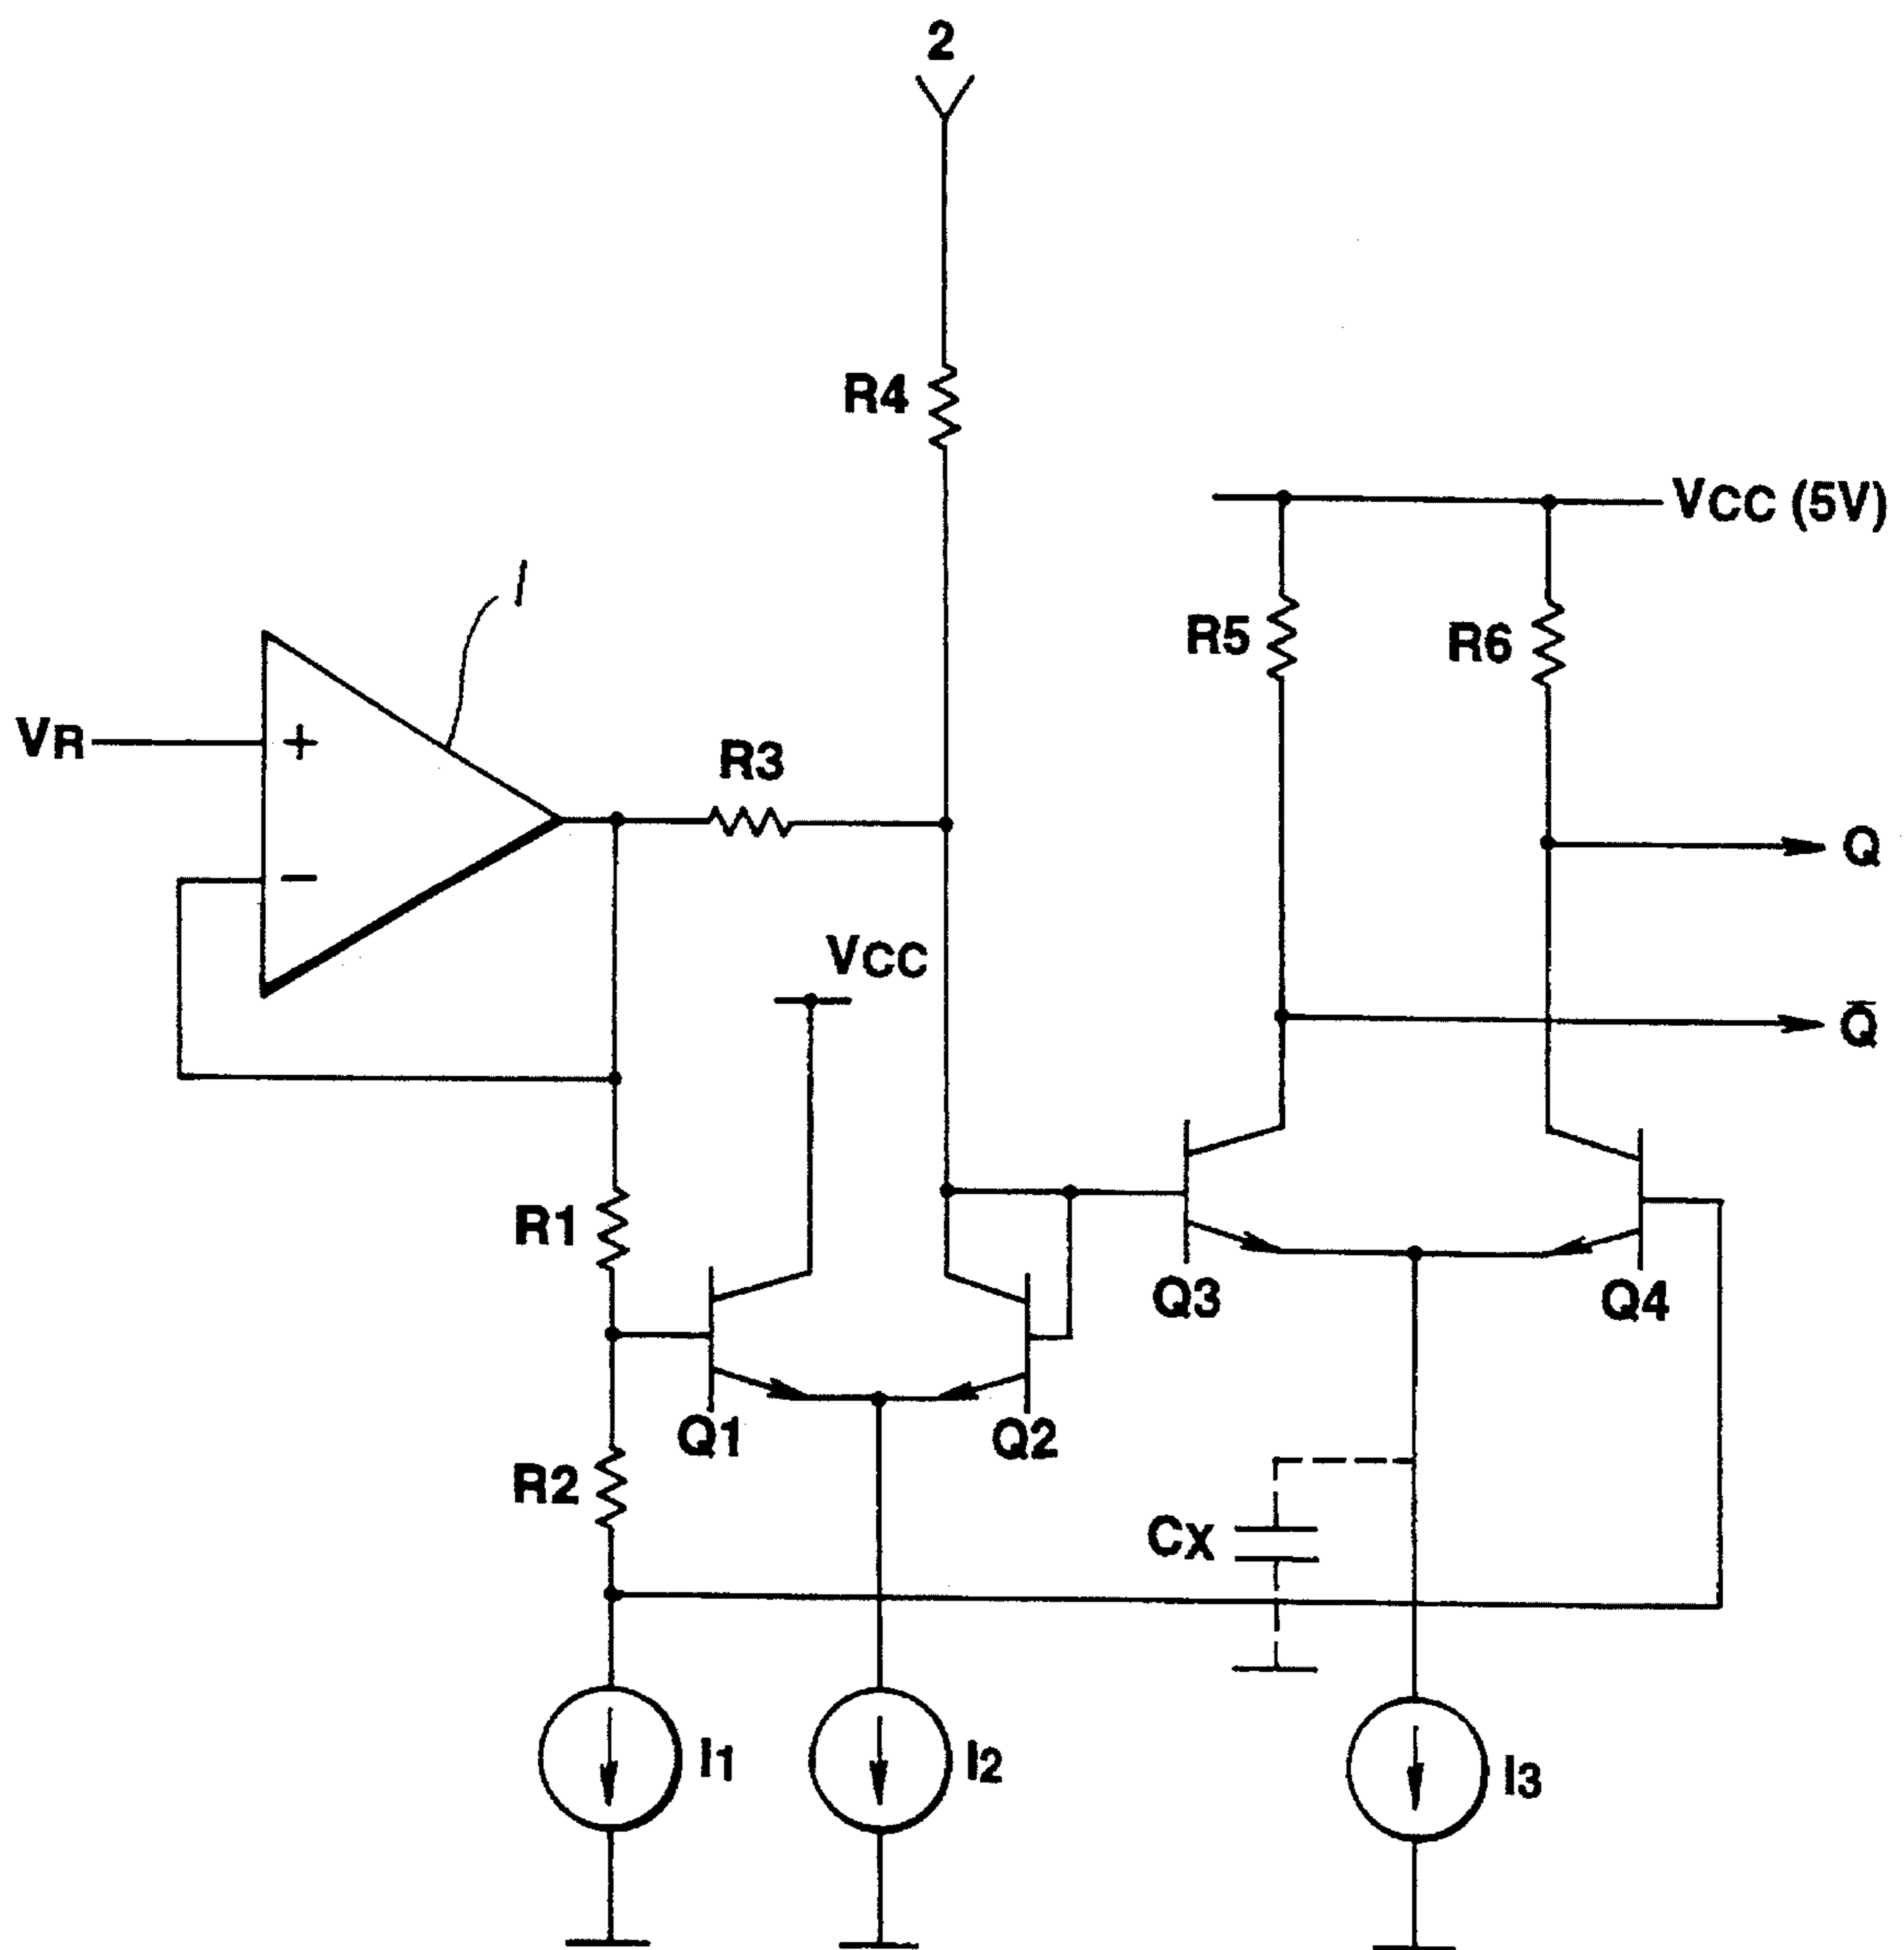 2
R4
VCC (5V)
1
R5
R6
VR
+
R3
Q
−
VCC
Q̄
R1
Q3
Q4
Q1
Q2
R2
CX
I1
I2
I3